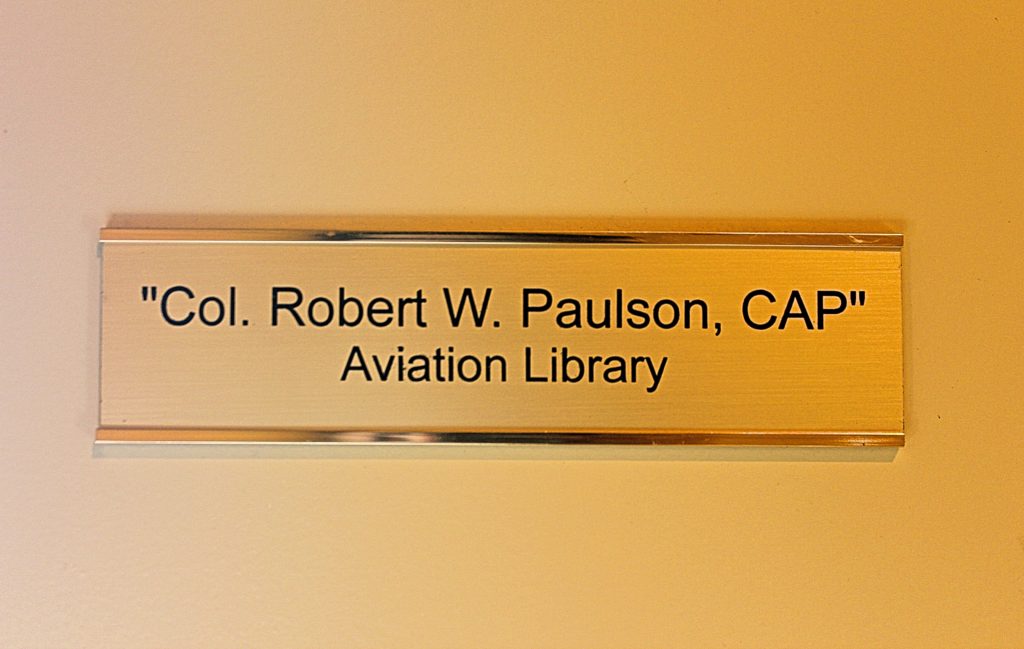 "Col. Robert W. Paulson, CAP"
Aviation Library